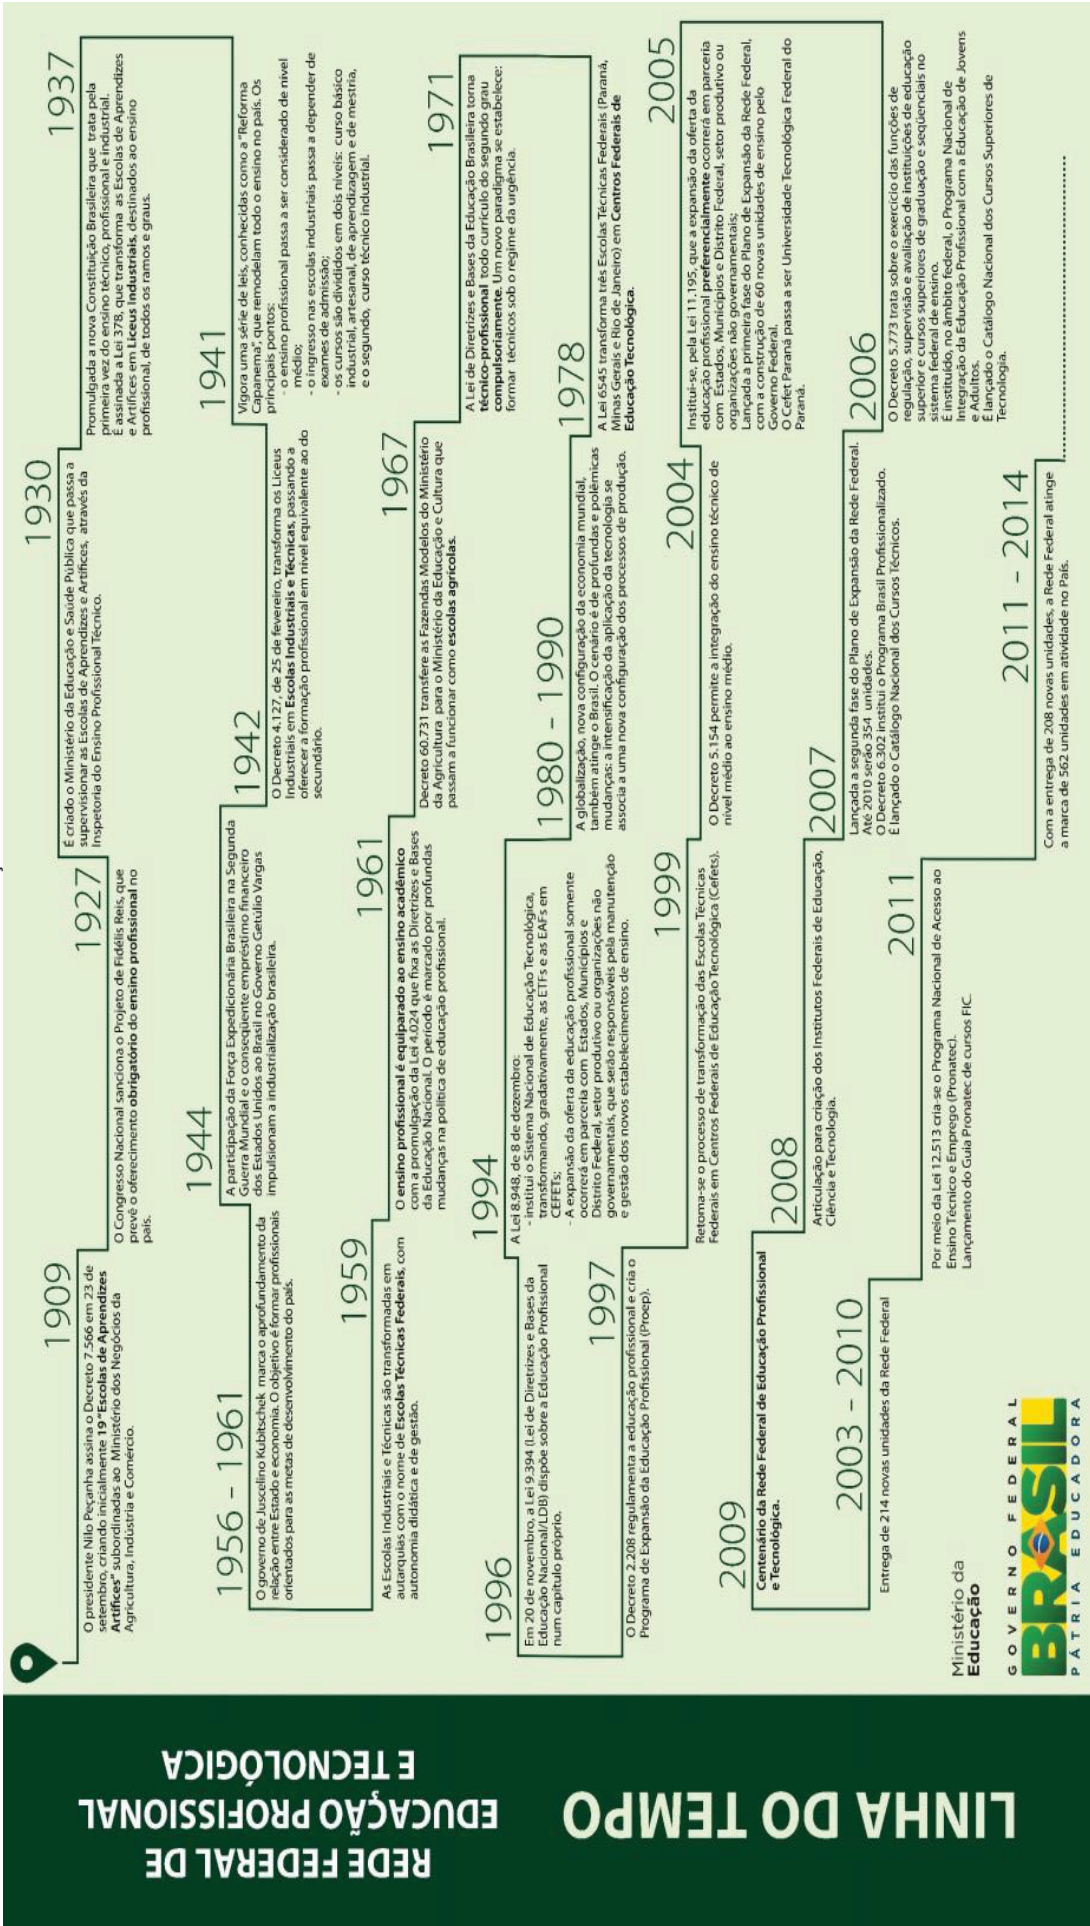 REDE FEDERAL DE
EDUCAÇÃO PROFISSIONAL
E TECNOLÓGICA
LINHA DO TEMPO
1909
O presidente Nilo Peçanha assina o Decreto 7.566 em 23 de
setembro, criando inicialmente 19 "Escolas de Aprendizes
Artífices" subordinadas ao Ministério dos Negócios da
Agricultura, Indústria e Comércio.
1927
O Congresso Nacional sanciona o Projeto de Fidélis Reis, que
prevê o oferecimento obrigatório do ensino profissional no
país.
1930
É criado o Ministério da Educação e Saúde Pública que passa a
supervisionar as Escolas de Aprendizes e Artífices, através da
Inspetoria do Ensino Profissional Técnico.
1937
Promulgada a nova Constituição Brasileira que trata pela
primeira vez do ensino técnico, profissional e industrial.
É assinada a Lei 378, que transforma as Escolas de Aprendizes
e Artífices em Liceus Industriais, destinados ao ensino
profissional, de todos os ramos e graus.
1941
Vigora uma série de leis, conhecidas como a "Reforma
Capanema", que remodelam todo o ensino no país. Os
principais pontos:
- o ensino profissional passa a ser considerado de nível
médio;
- o ingresso nas escolas industriais passa a depender de
exames de admissão;
- os cursos são divididos em dois níveis: curso básico
industrial, artesanal, de aprendizagem e de mestria,
e o segundo, curso técnico industrial.
1942
O Decreto 4.127, de 25 de fevereiro, transforma os Liceus
Industriais em Escolas Industriais e Técnicas, passando a
oferecer a formação profissional em nível equivalente ao do
secundário.
1944
A participação da Força Expedicionária Brasileira na Segunda
Guerra Mundial e o conseqüente empréstimo financeiro
dos Estados Unidos ao Brasil no Governo Getúlio Vargas
impulsionam a industrialização brasileira.
1956 - 1961
O governo de Juscelino Kubitschek marca o aprofundamento da
relação entre Estado e economia. O objetivo é formar profissionais
orientados para as metas de desenvolvimento do país.
1959
As Escolas Industriais e Técnicas são transformadas em
autarquias com o nome de Escolas Técnicas Federais, com
autonomia didática e de gestão.
1961
O ensino profissional é equiparado ao ensino acadêmico
com a promulgação da Lei 4.024 que fixa as Diretrizes e Bases
da Educação Nacional. O período é marcado por profundas
mudanças na política de educação profissional.
1967
Decreto 60.731 transfere as Fazendas Modelos do Ministério
da Agricultura para o Ministério da Educação e Cultura que
passam a funcionar como escolas agrícolas.
1971
A Lei de Diretrizes e Bases da Educação Brasileira torna
técnico-profissional todo currículo do segundo grau
compulsoriamente. Um novo paradigma se estabelece:
formar técnicos sob o regime da urgência.
1978
A Lei 6545 transforma três Escolas Técnicas Federais (Paraná,
Minas Gerais e Rio de Janeiro) em Centros Federais de
Educação Tecnológica.
1980 - 1990
A globalização, nova configuração da economia mundial,
também atinge o Brasil. O cenário é de profundas e polêmicas
mudanças: a intensificação da aplicação da tecnologia se
associa a uma nova configuração dos processos de produção.
1994
A Lei 8.948, de 8 de dezembro:
- institui o Sistema Nacional de Educação Tecnológica,
transformando, gradativamente, as ETFs e as EAFs em
CEFETs;
- A expansão da oferta da educação profissional somente
ocorrerá em parceria com Estados, Municípios e
Distrito Federal, setor produtivo ou organizações não
governamentais, que serão responsáveis pela manutenção
e gestão dos novos estabelecimentos de ensino.
1996
Em 20 de novembro, a Lei 9.394 (Lei de Diretrizes e Bases da
Educação Nacional/LDB) dispõe sobre a Educação Profissional
num capítulo próprio.
1997
O Decreto 2.208 regulamenta a educação profissional e cria o
Programa de Expansão da Educação Profissional (Proep).
1999
Retoma-se o processo de transformação das Escolas Técnicas
Federais em Centros Federais de Educação Tecnológica (Cefets).
2004
O Decreto 5.154 permite a integração do ensino técnico de
nível médio ao ensino médio.
2005
Institui-se, pela Lei 11.195, que a expansão da oferta da
educação profissional preferencialmente ocorrerá em parceria
com Estados, Municípios e Distrito Federal, setor produtivo ou
organizações não governamentais;
Lançada a primeira fase do Plano de Expansão da Rede Federal,
com a construção de 60 novas unidades de ensino pelo
Governo Federal.
O Cefet Paraná passa a ser Universidade Tecnológica Federal do
Paraná.
2006
O Decreto 5.773 trata sobre o exercício das funções de
regulação, supervisão e avaliação de instituições de educação
superior e cursos superiores de graduação e seqüenciais no
sistema federal de ensino.
É instituído, no âmbito federal, o Programa Nacional de
Integração da Educação Profissional com a Educação de Jovens
e Adultos.
É lançado o Catálogo Nacional dos Cursos Superiores de
Tecnologia.
2007
Lançada a segunda fase do Plano de Expansão da Rede Federal.
Até 2010 serão 354 unidades.
O Decreto 6.302 institui o Programa Brasil Profissionalizado.
É lançado o Catálogo Nacional dos Cursos Técnicos.
2008
Articulação para criação dos Institutos Federais de Educação,
Ciência e Tecnologia.
2009
Centenário da Rede Federal de Educação Profissional
e Tecnológica.
2003 - 2010
Entrega de 214 novas unidades da Rede Federal
2011
Por meio da Lei 12.513 cria-se o Programa Nacional de Acesso ao
Ensino Técnico e Emprego (Pronatec).
Lançamento do Guia Pronatec de cursos FIC.
2011 - 2014
Com a entrega de 208 novas unidades, a Rede Federal atinge
a marca de 562 unidades em atividade no País.
Ministério da
Educação
GOVERNO FEDERAL
BRASIL
PÁTRIA EDUCADORA